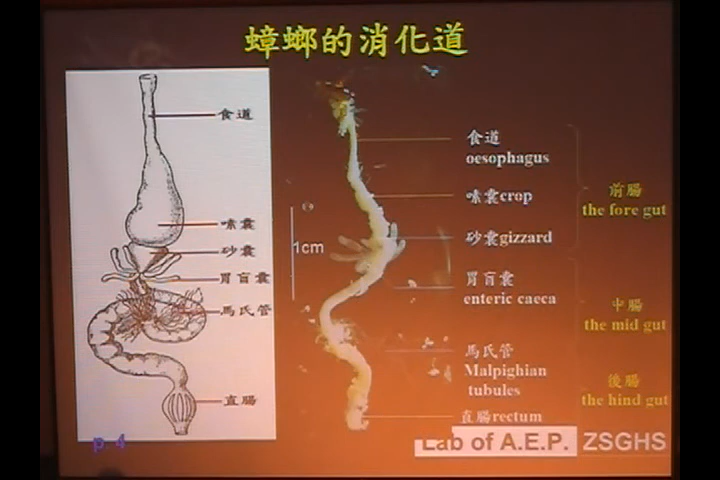 蟑螂的消化道
食道
嗉囊
砂囊
胃盲囊
馬氏管
直腸
p 4
1cm
食道
oesophagus
嗉囊crop
砂囊gizzard
胃盲囊
enteric caeca
馬氏管
Malpighian
tubules
直腸rectum
前腸
the fore gut
中腸
the mid gut
後腸
the hind gut
Lab of A.E.P. ZSGHS